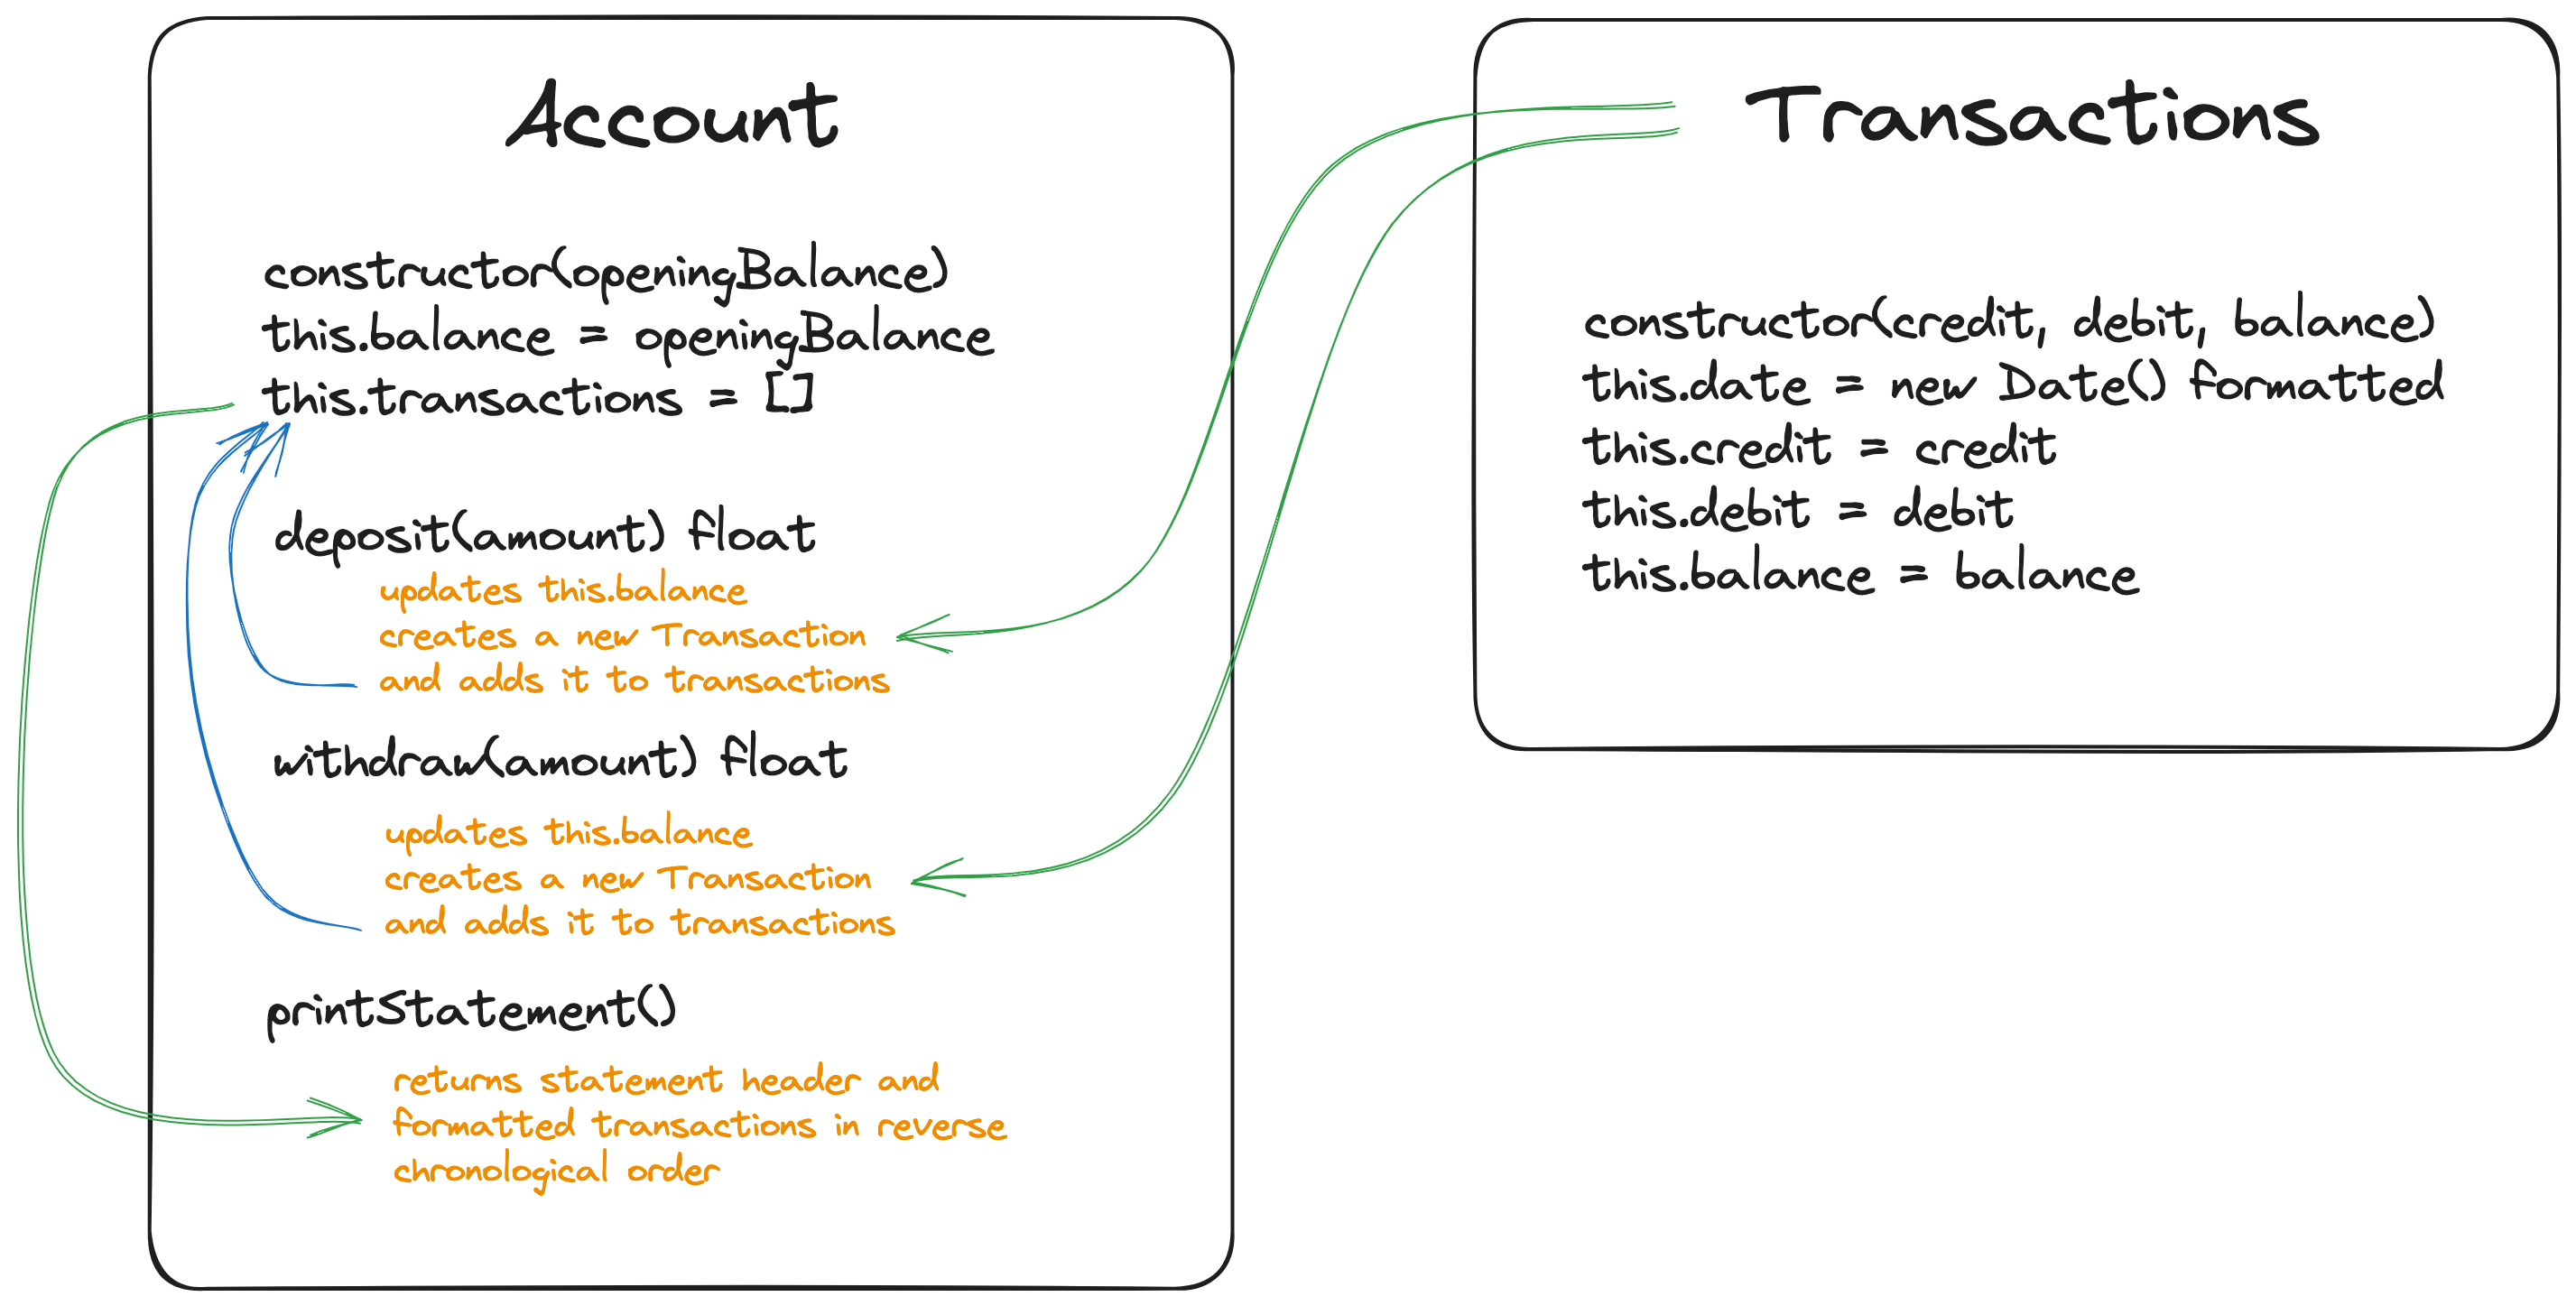 Account
constructor(openingBalance)
this.balance = openingBalance
this.transactions = []
deposit(amount) float
updates this.balance
creates a new Transaction
and adds it to transactions
withdraw(amount) float
updates this.balance
creates a new Transaction
and adds it to transactions
printStatement()
returns statement header and
formatted transactions in reverse
chronological order
Transactions
constructor(credit, debit, balance)
this.date = new Date() formatted
this.credit = credit
this.debit = debit
this.balance = balance